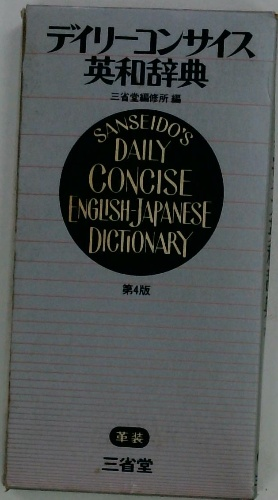 デイリーコンサイス
英和辞典
三省堂編修所 編
SANSEIDO'S
DAILY
CONCISE
ENGLISH-JAPANESE
DICTIONARY
第4版
革装
三省堂